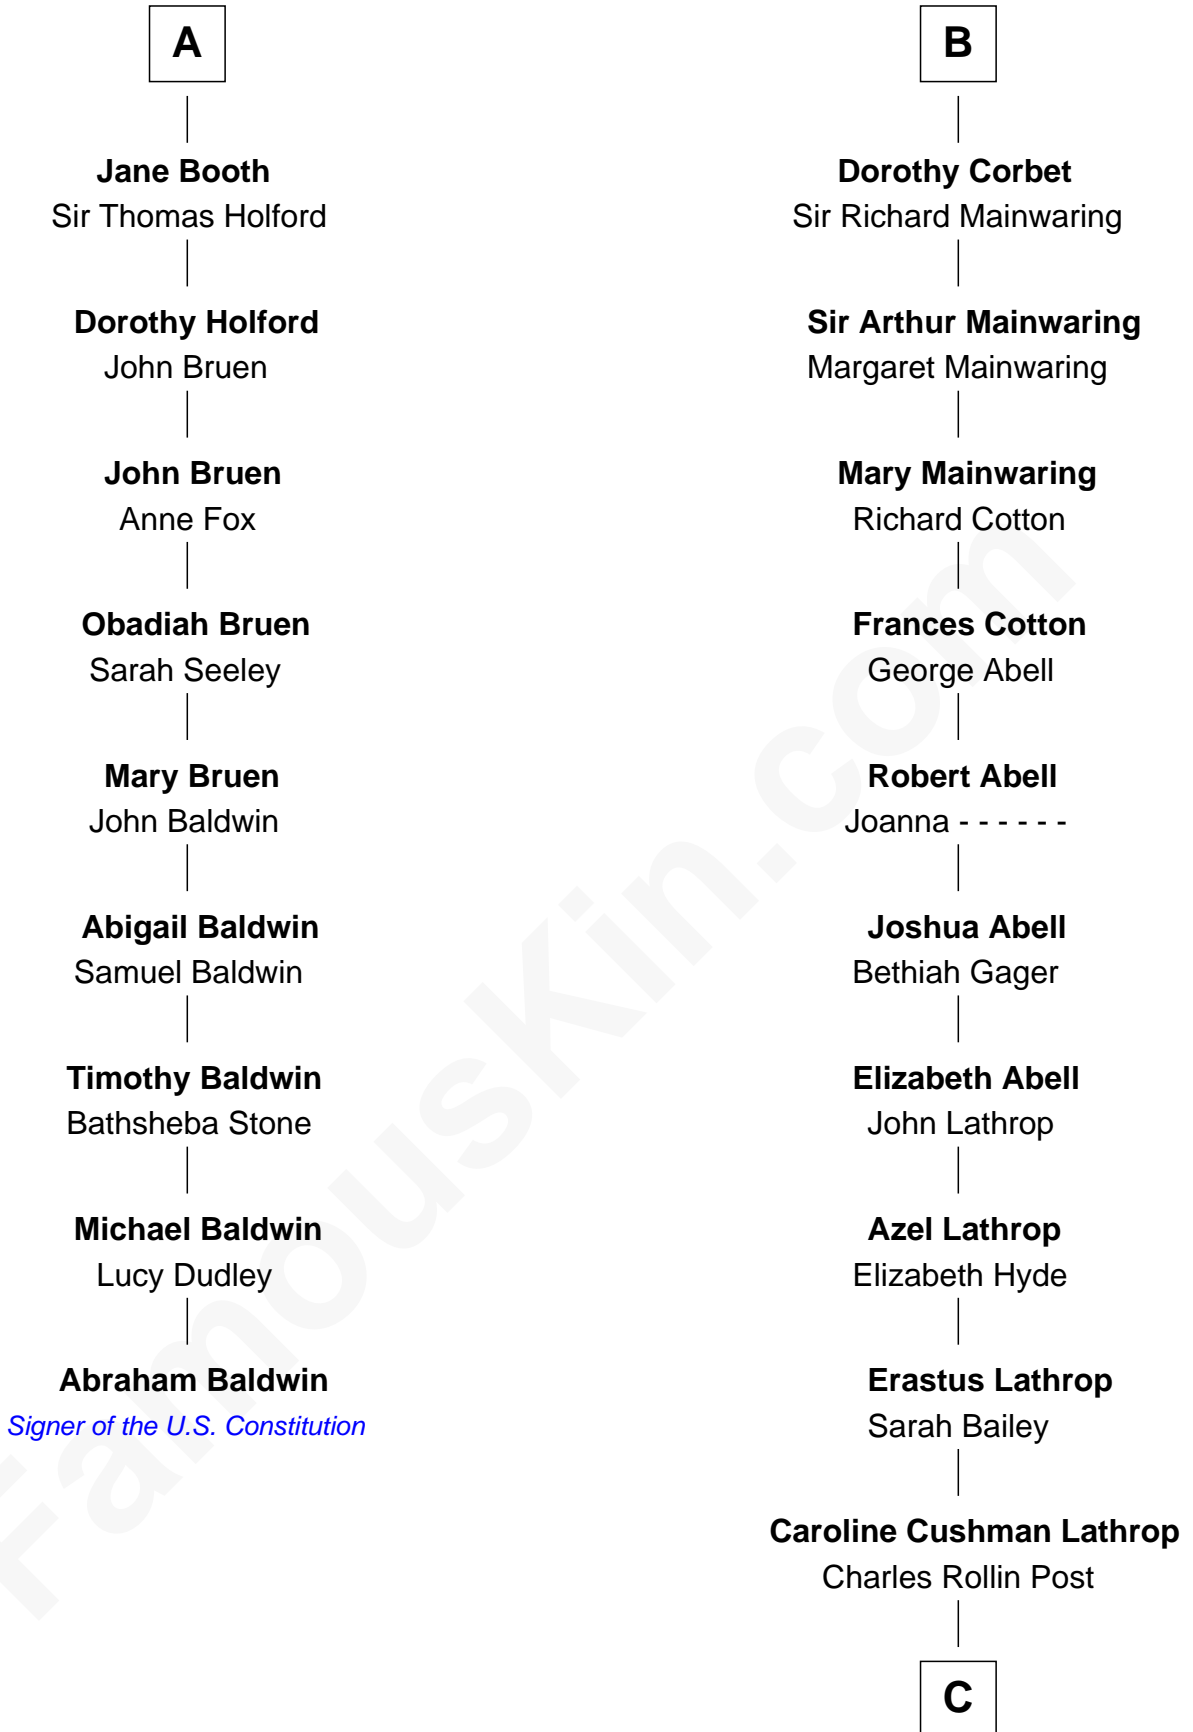 A
Jane Booth
Sir Thomas Holford
Dorothy Holford
John Bruen
John Bruen
Anne Fox
Obadiah Bruen
Sarah Seeley
Mary Bruen
John Baldwin
Abigail Baldwin
Samuel Baldwin
Timothy Baldwin
Bathsheba Stone
Michael Baldwin
Lucy Dudley
Abraham Baldwin
Signer of the U.S. Constitution
B
Dorothy Corbet
Sir Richard Mainwaring
Sir Arthur Mainwaring
Margaret Mainwaring
Mary Mainwaring
Richard Cotton
Frances Cotton
George Abell
Robert Abell
Joanna - - - - - -
Joshua Abell
Bethiah Gager
Elizabeth Abell
John Lathrop
Azel Lathrop
Elizabeth Hyde
Erastus Lathrop
Sarah Bailey
Caroline Cushman Lathrop
Charles Rollin Post
C
FamousKin.com